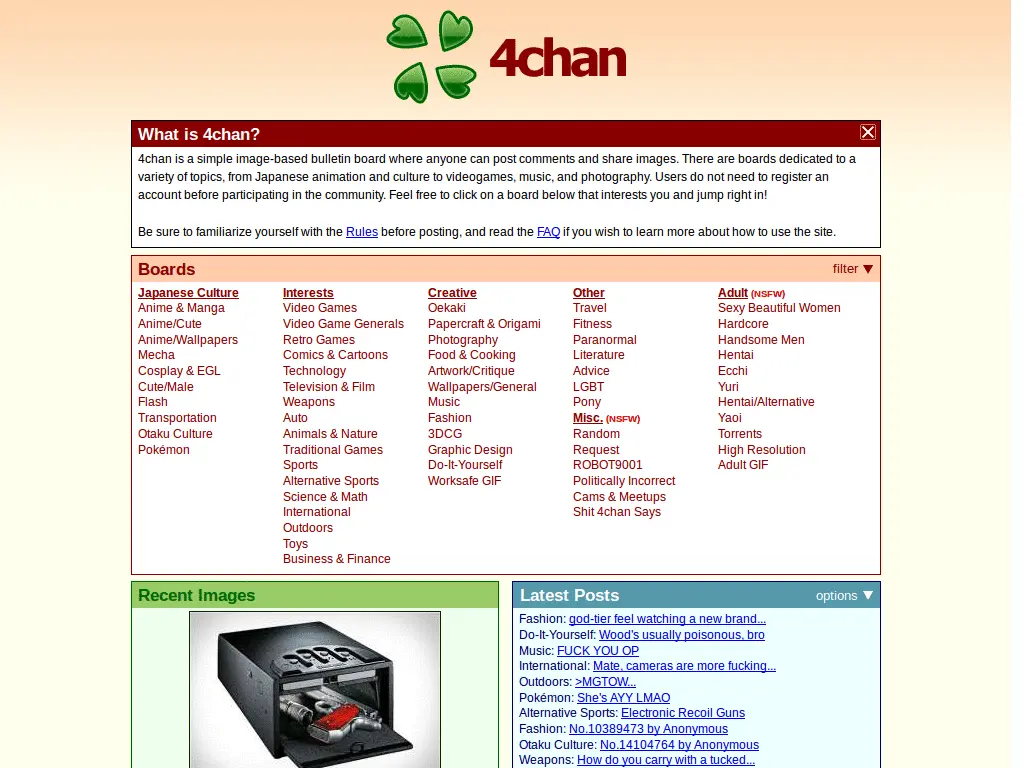 4chan
What is 4chan?
4chan is a simple image-based bulletin board where anyone can post comments and share images. There are boards dedicated to a
variety of topics, from Japanese animation and culture to videogames, music, and photography. Users do not need to register an
account before participating in the community. Feel free to click on a board below that interests you and jump right in!
Be sure to familiarize yourself with the Rules before posting, and read the FAQ if you wish to learn more about how to use the site.
Boards
filter ▼
Japanese Culture
Anime & Manga
Anime/Cute
Anime/Wallpapers
Mecha
Cosplay & EGL
Cute/Male
Flash
Transportation
Otaku Culture
Pokémon
Interests
Video Games
Video Game Generals
Retro Games
Comics & Cartoons
Technology
Television & Film
Weapons
Auto
Animals & Nature
Traditional Games
Sports
Alternative Sports
Science & Math
International
Outdoors
Toys
Business & Finance
Creative
Oekaki
Papercraft & Origami
Photography
Food & Cooking
Artwork/Critique
Wallpapers/General
Music
Fashion
3DCG
Graphic Design
Do-It-Yourself
Worksafe GIF
Other
Travel
Fitness
Paranormal
Literature
Advice
LGBT
Pony
Misc. (NSFW)
Random
Request
ROBOT9001
Politically Incorrect
Cams & Meetups
Shit 4chan Says
Adult (NSFW)
Sexy Beautiful Women
Hardcore
Handsome Men
Hentai
Ecchi
Yuri
Hentai/Alternative
Yaoi
Torrents
High Resolution
Adult GIF
Recent Images
Latest Posts
options ▼
Fashion: god-tier feel watching a new brand...
Do-It-Yourself: Wood's usually poisonous, bro
Music: FUCK YOU OP
International: Mate, cameras are more fucking...
Outdoors: >MGTOW...
Pokémon: She's AYY LMAO
Alternative Sports: Electronic Recoil Guns
Fashion: No.10389473 by Anonymous
Otaku Culture: No.14104764 by Anonymous
Weapons: How do you carry with a tucked...